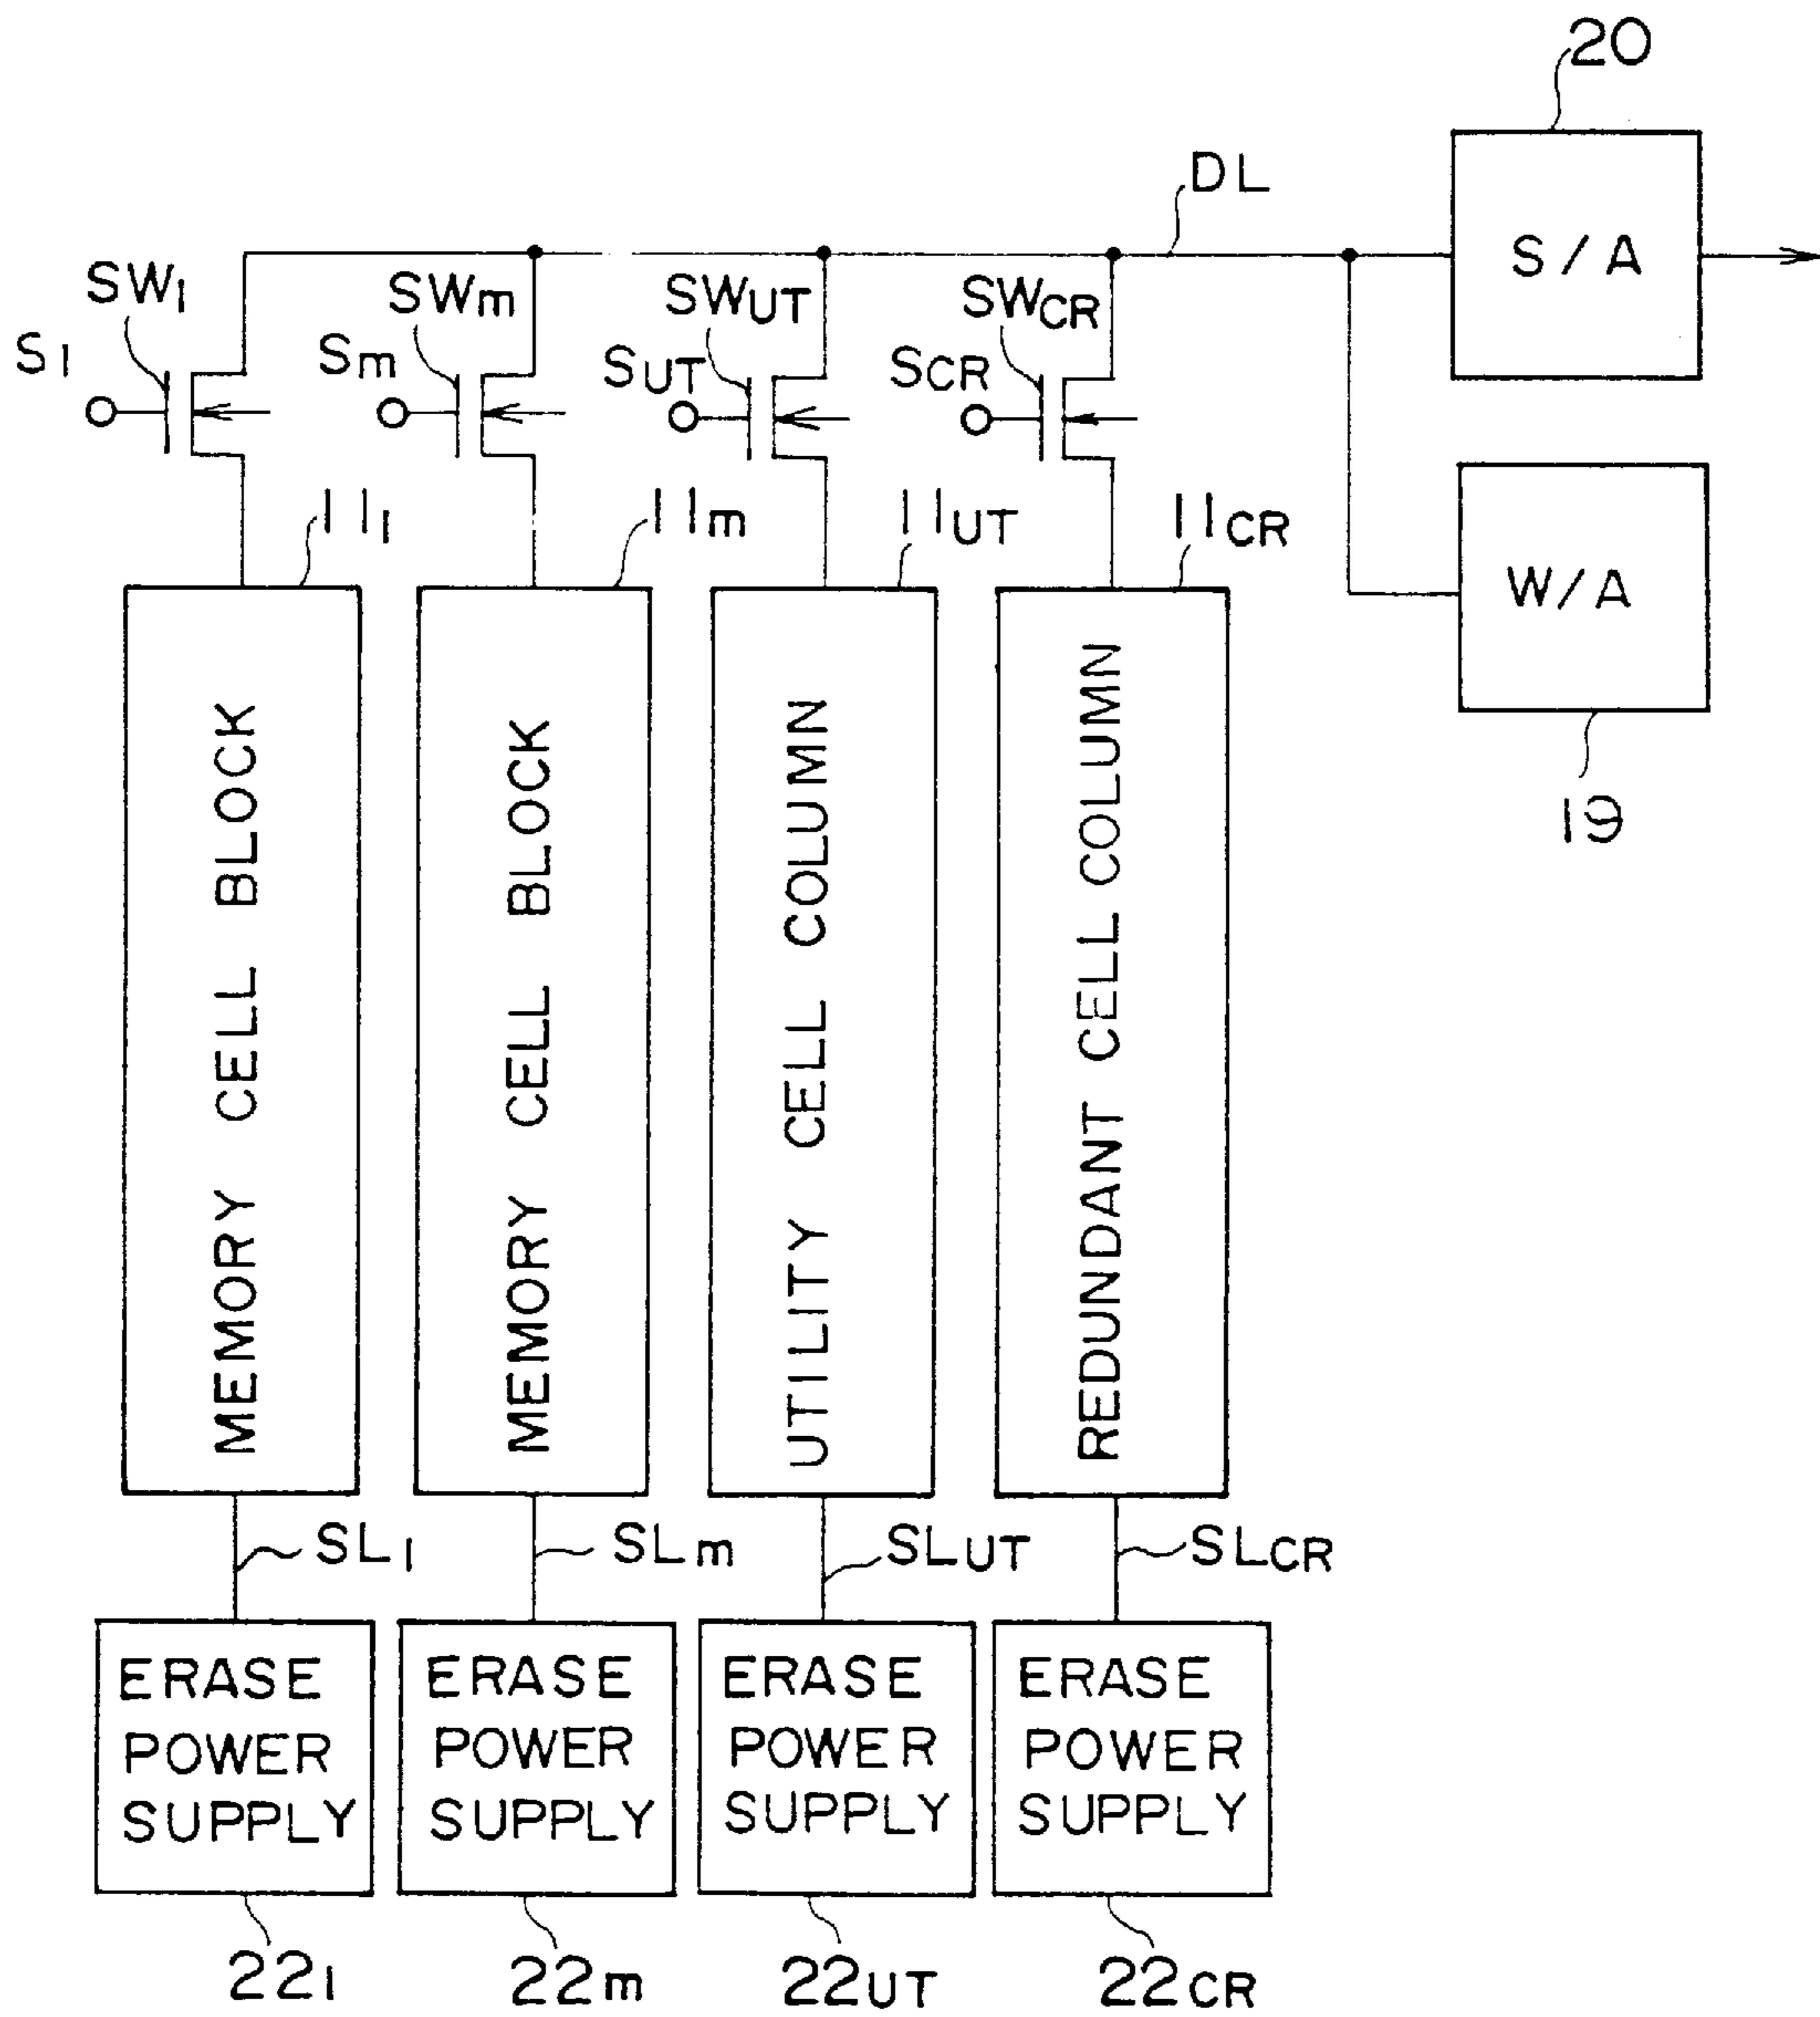 20
DL
S/A
SW1
SWm
SWUT
SWCR
S1
Sm
SUT
SCR
111
11m
11UT
11CR
W/A
19
MEMORY CELL BLOCK
MEMORY CELL BLOCK
UTILITY CELL COLUMN
REDUNDANT CELL COLUMN
SL1
SLm
SLUT
SLCR
ERASE
POWER
SUPPLY
ERASE
POWER
SUPPLY
ERASE
POWER
SUPPLY
ERASE
POWER
SUPPLY
221
22m
22UT
22CR